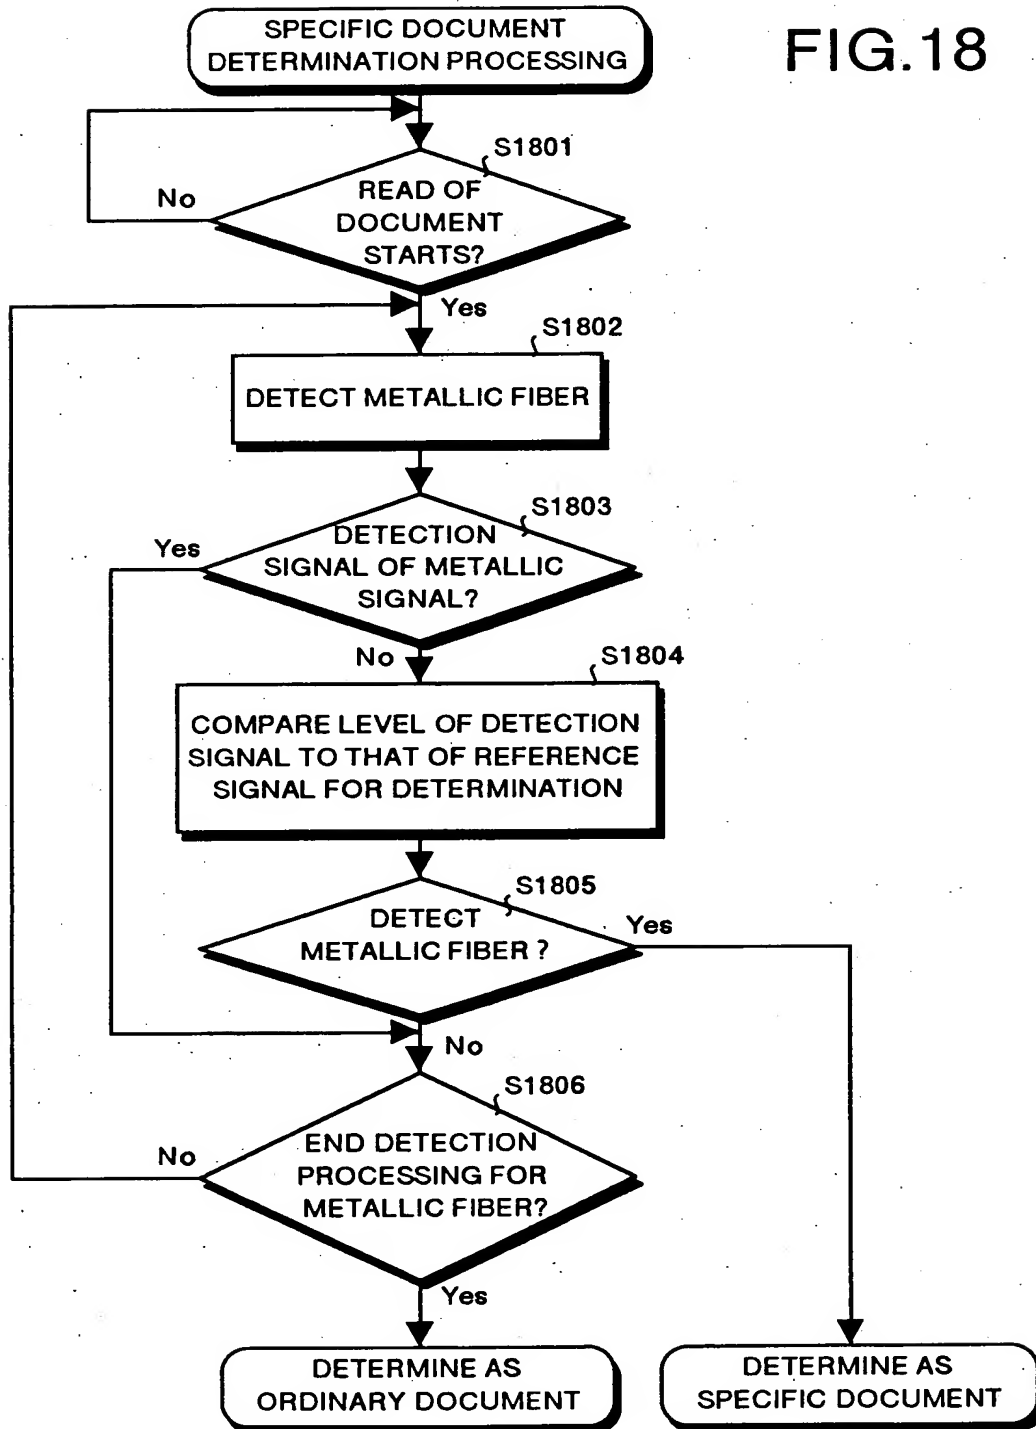 SPECIFIC DOCUMENT
DETERMINATION PROCESSING
FIG.18
S1801
No
READ OF
DOCUMENT
STARTS?
Yes
S1802
DETECT METALLIC FIBER
S1803
Yes
DETECTION
SIGNAL OF METALLIC
SIGNAL?
No
S1804
COMPARE LEVEL OF DETECTION
SIGNAL TO THAT OF REFERENCE
SIGNAL FOR DETERMINATION
S1805
DETECT
METALLIC FIBER ?
Yes
No
S1806
No
END DETECTION
PROCESSING FOR
METALLIC FIBER?
Yes
DETERMINE AS
ORDINARY DOCUMENT
DETERMINE AS
SPECIFIC DOCUMENT